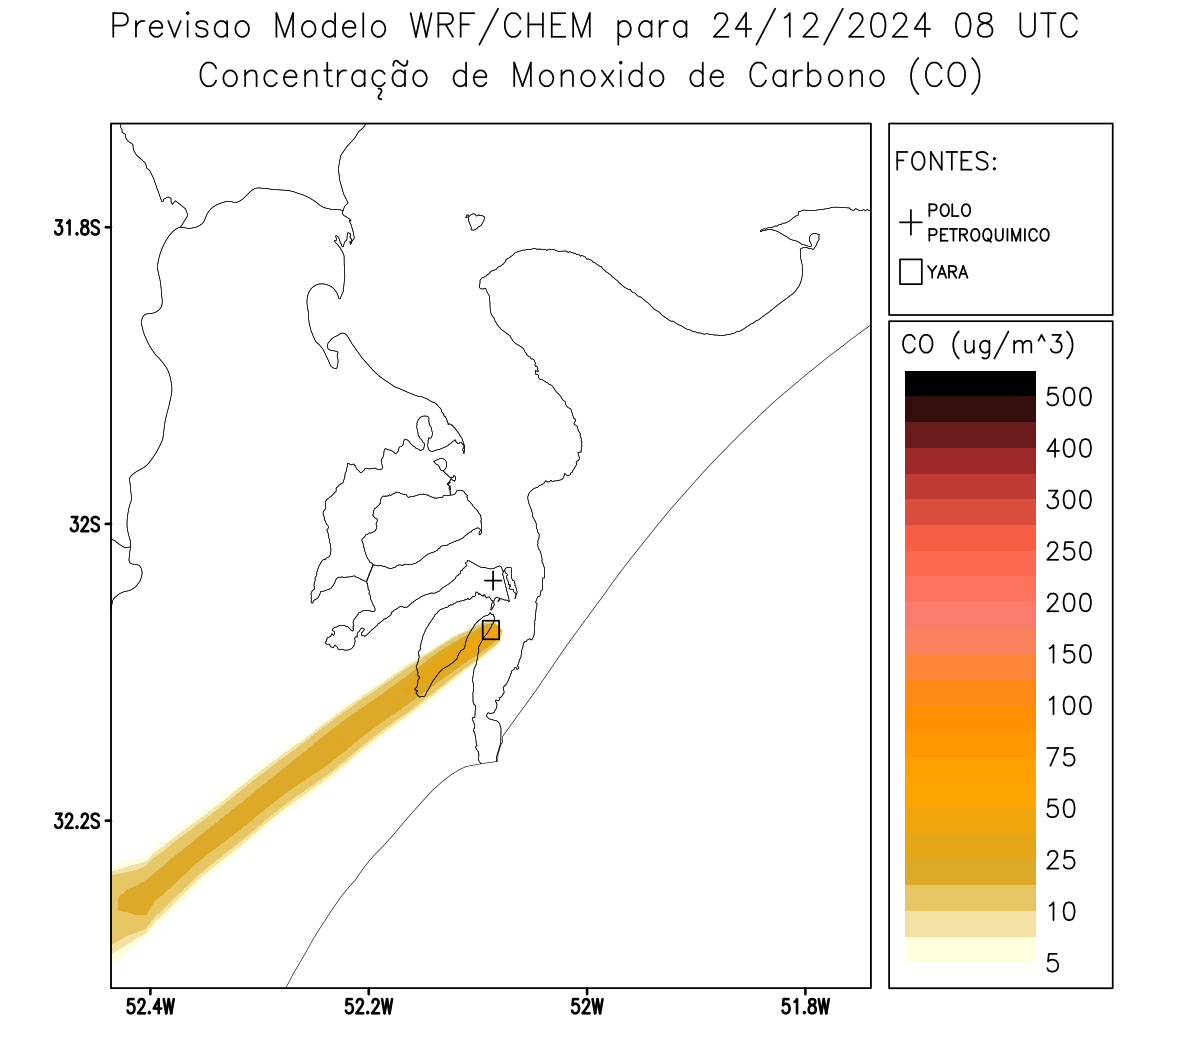 Previsao Modelo WRF/CHEM para 24/12/2024 08 UTC
Concentração de Monoxido de Carbono (CO)
FONTES:
POLO
PETROQUIMICO
YARA
CO (ug/m^3)
500
400
300
250
200
150
100
75
50
25
10
5
31.8S
32S
32.2S
52.4W
52.2W
52W
51.8W